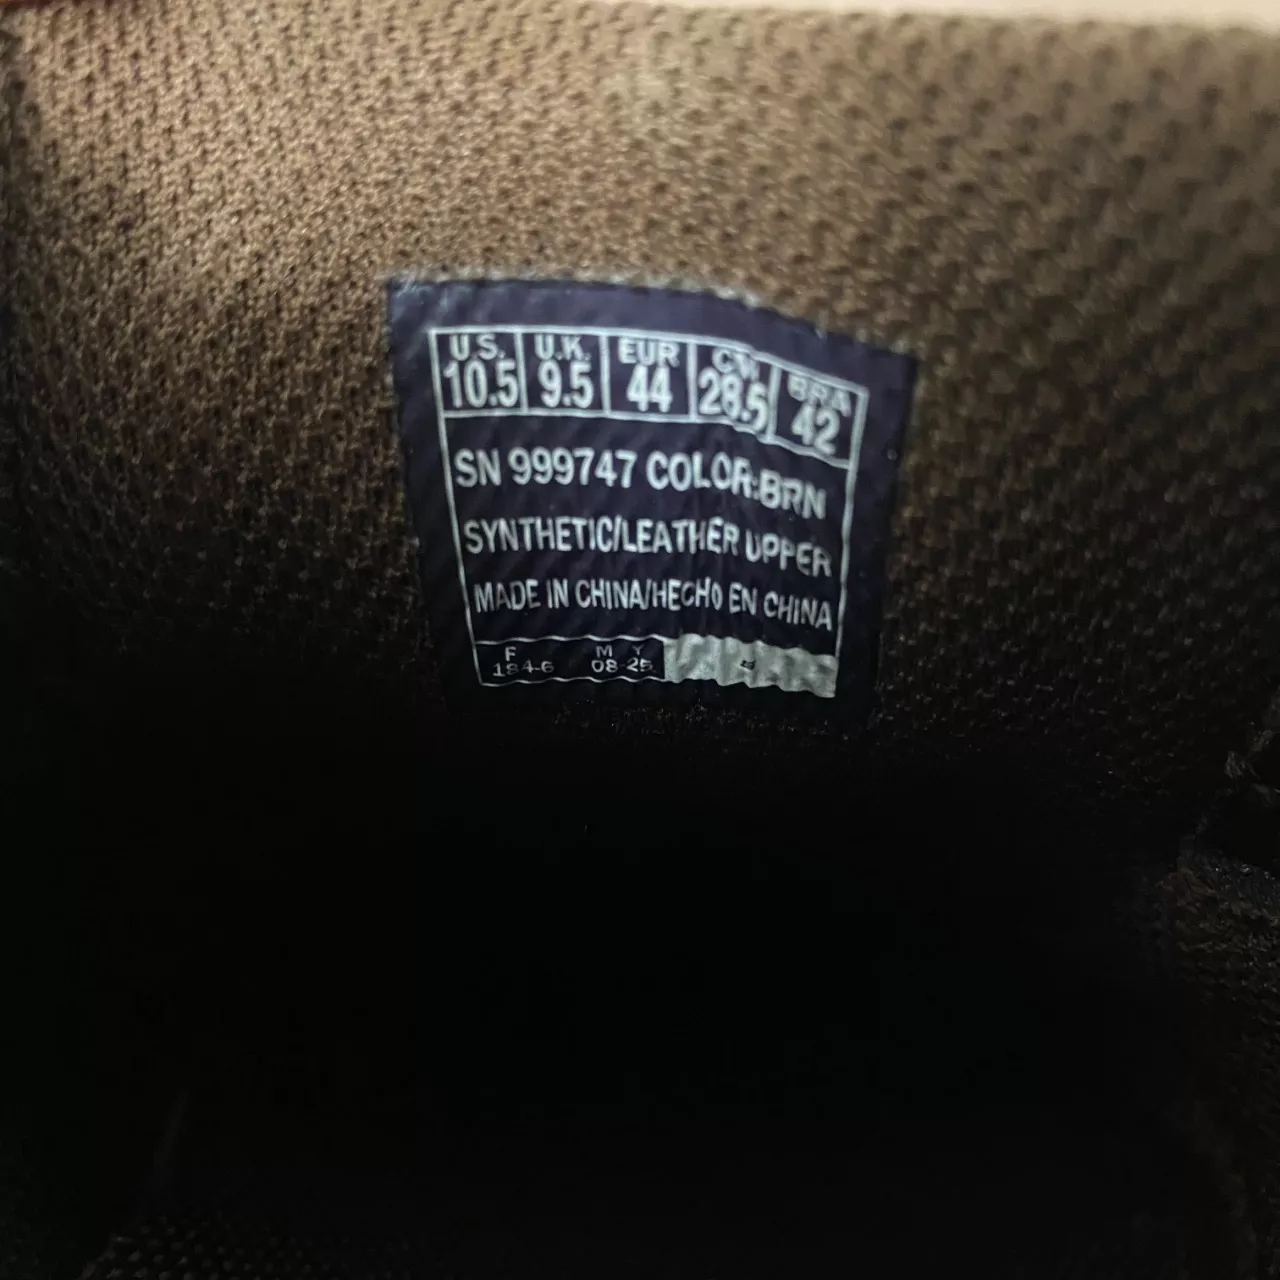 U.S. U.K. EUR CM. BRA
10.5 9.5 44 28.5 42
SN 999747 COLOR:BRN
SYNTHETIC/LEATHER UPPER
MADE IN CHINA/HECHO EN CHINA
F M Y
184-6 08-25